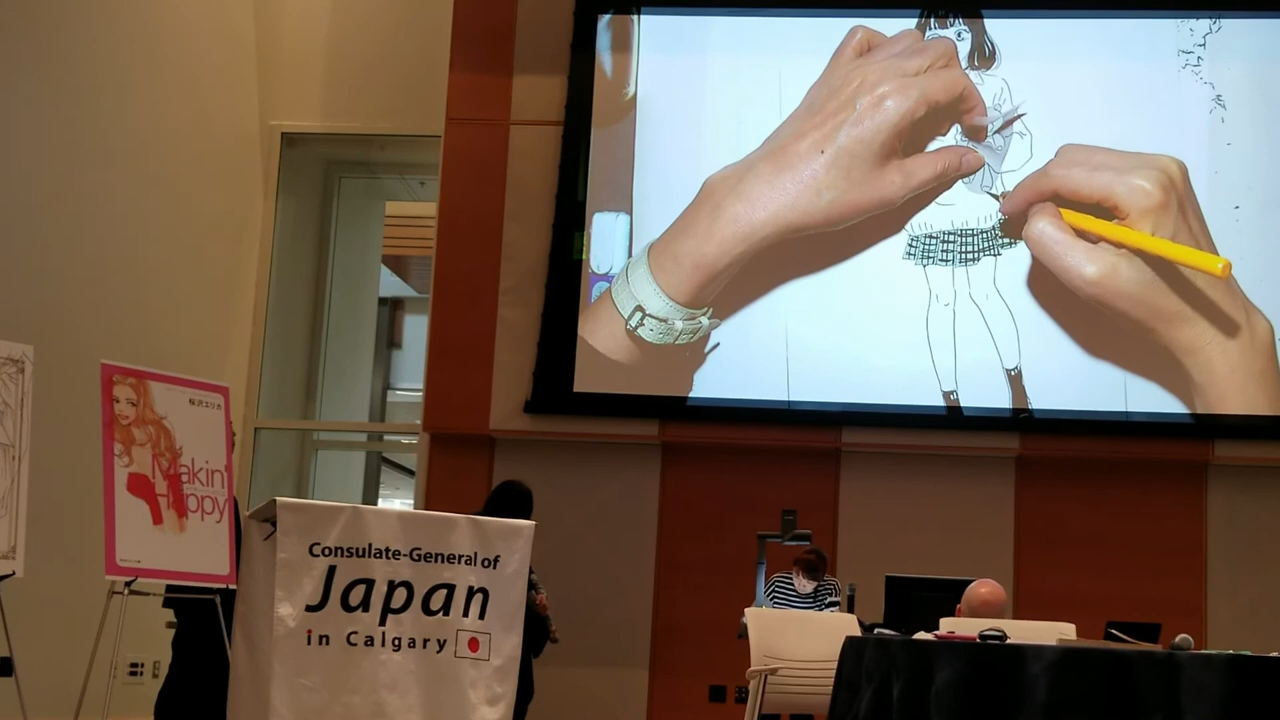 桜沢エリカ
Makin'
Happy
Consulate-General of
Japan
in Calgary